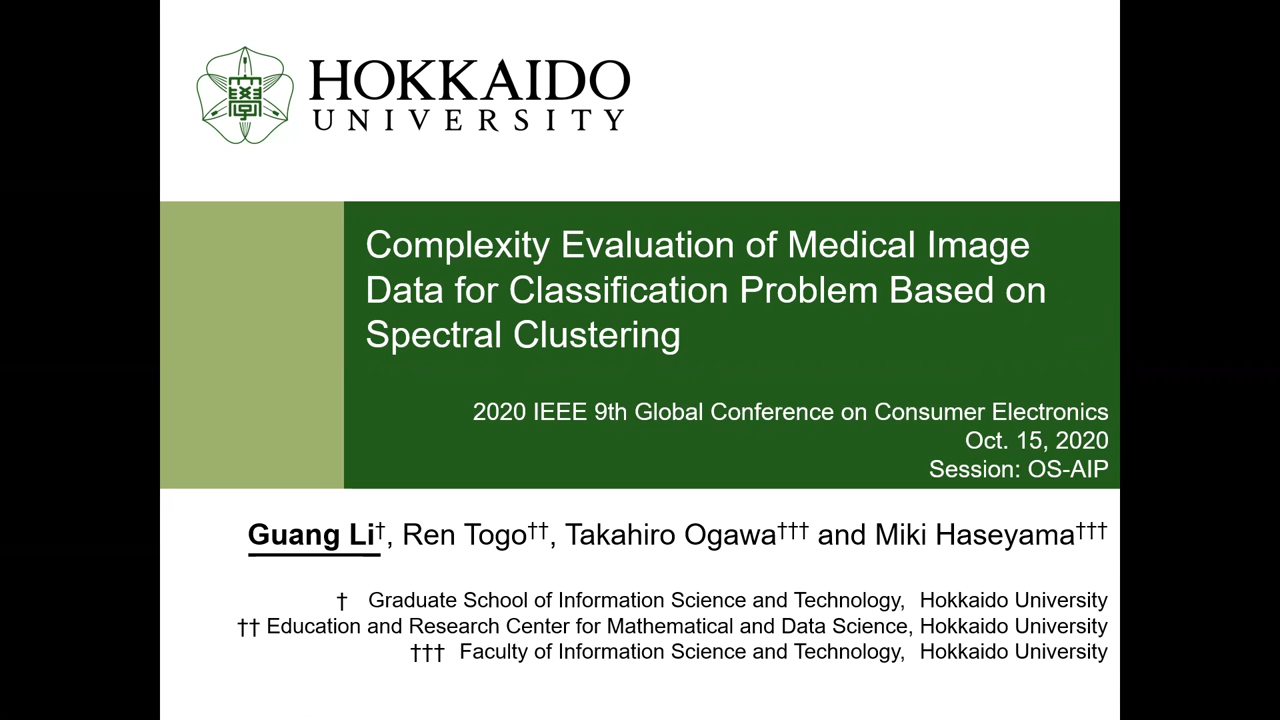 HOKKAIDO
UNIVERSITY
Complexity Evaluation of Medical Image
Data for Classification Problem Based on
Spectral Clustering
2020 IEEE 9th Global Conference on Consumer Electronics
Oct. 15, 2020
Session: OS-AIP
Guang Li†, Ren Togo††, Takahiro Ogawa††† and Miki Haseyama†††
† Graduate School of Information Science and Technology, Hokkaido University
†† Education and Research Center for Mathematical and Data Science, Hokkaido University
††† Faculty of Information Science and Technology, Hokkaido University